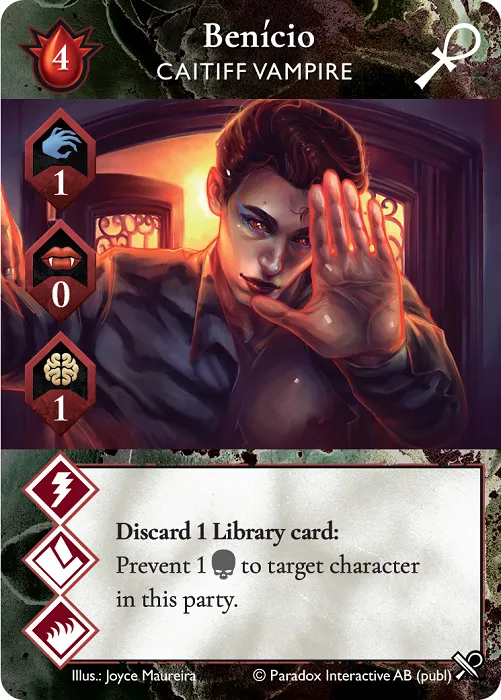 4
Benício
CAITIFF VAMPIRE
1
0
1
Discard 1 Library card:
Prevent 1 to target character
in this party.
Illus.: Joyce Maureira
© Paradox Interactive AB (publ)